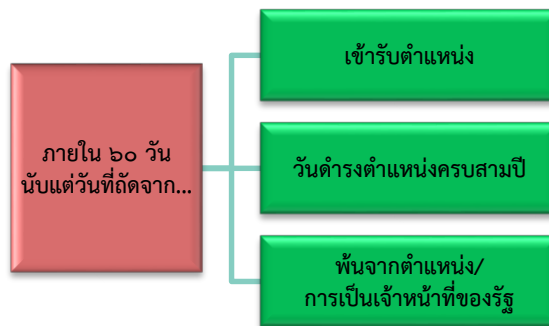 ภายใน ๖๐ วัน
นับแต่วันที่ถัดจาก...
เข้ารับตำแหน่ง
วันดำรงตำแหน่งครบสามปี
พ้นจากตำแหน่ง/
การเป็นเจ้าหน้าที่ของรัฐ